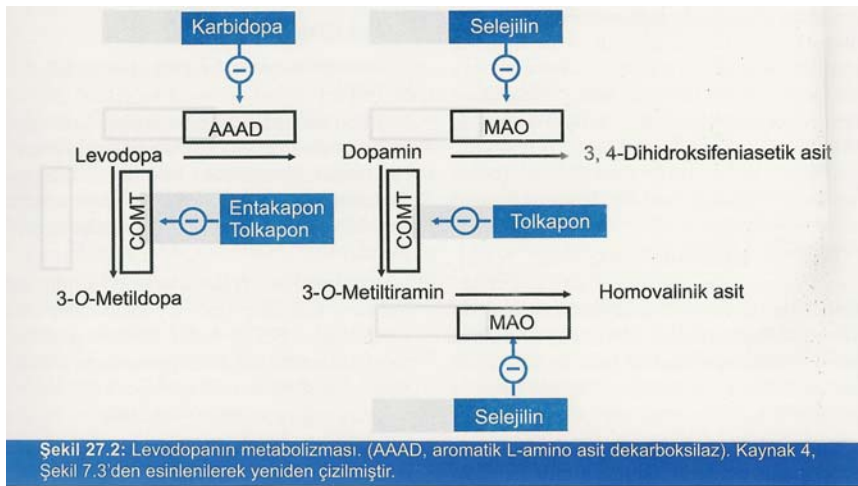 Karbidopa
Selejilin
AAAD
MAO
Levodopa
Dopamin
3, 4-Dihidroksifeniasetik asit
COMT
Entakapon
Tolkapon
COMT
Tolkapon
3-O-Metildopa
3-O-Metiltiramin
Homovalinik asit
MAO
Selejilin
Şekil 27.2: Levodopanın metabolizması. (AAAD, aromatik L-amino asit dekarboksilaz). Kaynak 4,
Şekil 7.3'den esinlenilerek yeniden çizilmiştir.